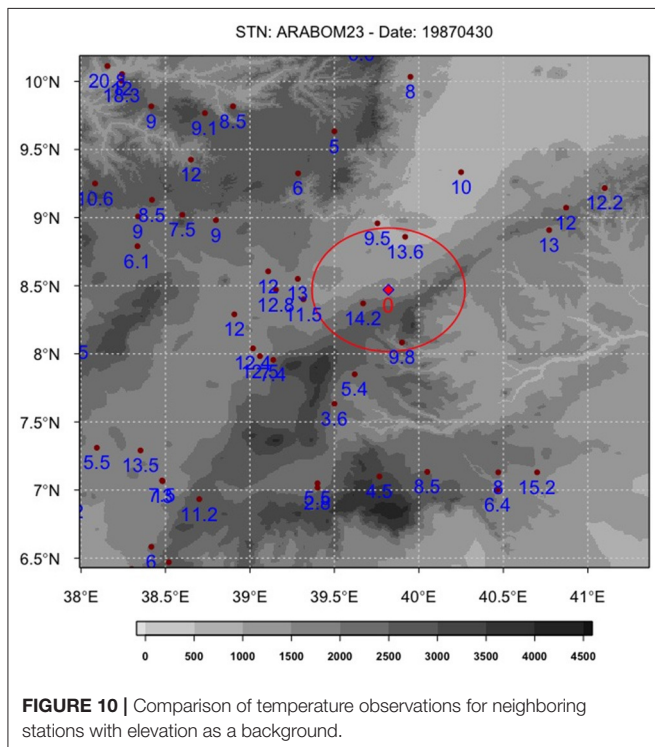 STN: ARABOM23 - Date: 19870430
10°N
9.5°N
9°N
8.5°N
8°N
7.5°N
7°N
6.5°N
20
18.3
8
9
9.1
8.5
5
12
6
10
10.6
8.5
9
7.5
9
6.1
12.2
12
13
9.5
13.6
12
13
12.8
11.5
14.2
0
12
9.8
12.4
7.4
5.4
3.6
5.5
13.5
11.2
4.5
8.5
8
6.4
15.2
6
38°E
38.5°E
39°E
39.5°E
40°E
40.5°E
41°E
0 500 1000 1500 2000 2500 3000 3500 4000 4500
FIGURE 10 | Comparison of temperature observations for neighboring
stations with elevation as a background.